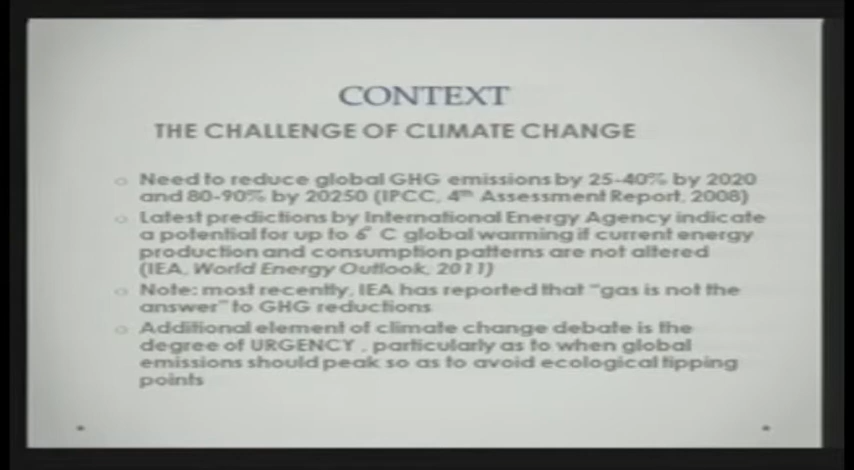 CONTEXT
THE CHALLENGE OF CLIMATE CHANGE
Need to reduce global GHG emissions by 25-40% by 2020
and 80-90% by 20250 (IPCC, 4th Assessment Report, 2008)
Latest predictions by International Energy Agency indicate
a potential for up to 6° C global warming if current energy
production and consumption patterns are not altered
(IEA, World Energy Outlook, 2011)
Note: most recently, IEA has reported that "gas is not the
answer" to GHG reductions
Additional element of climate change debate is the
degree of URGENCY , particularly as to when global
emissions should peak so as to avoid ecological tipping
points